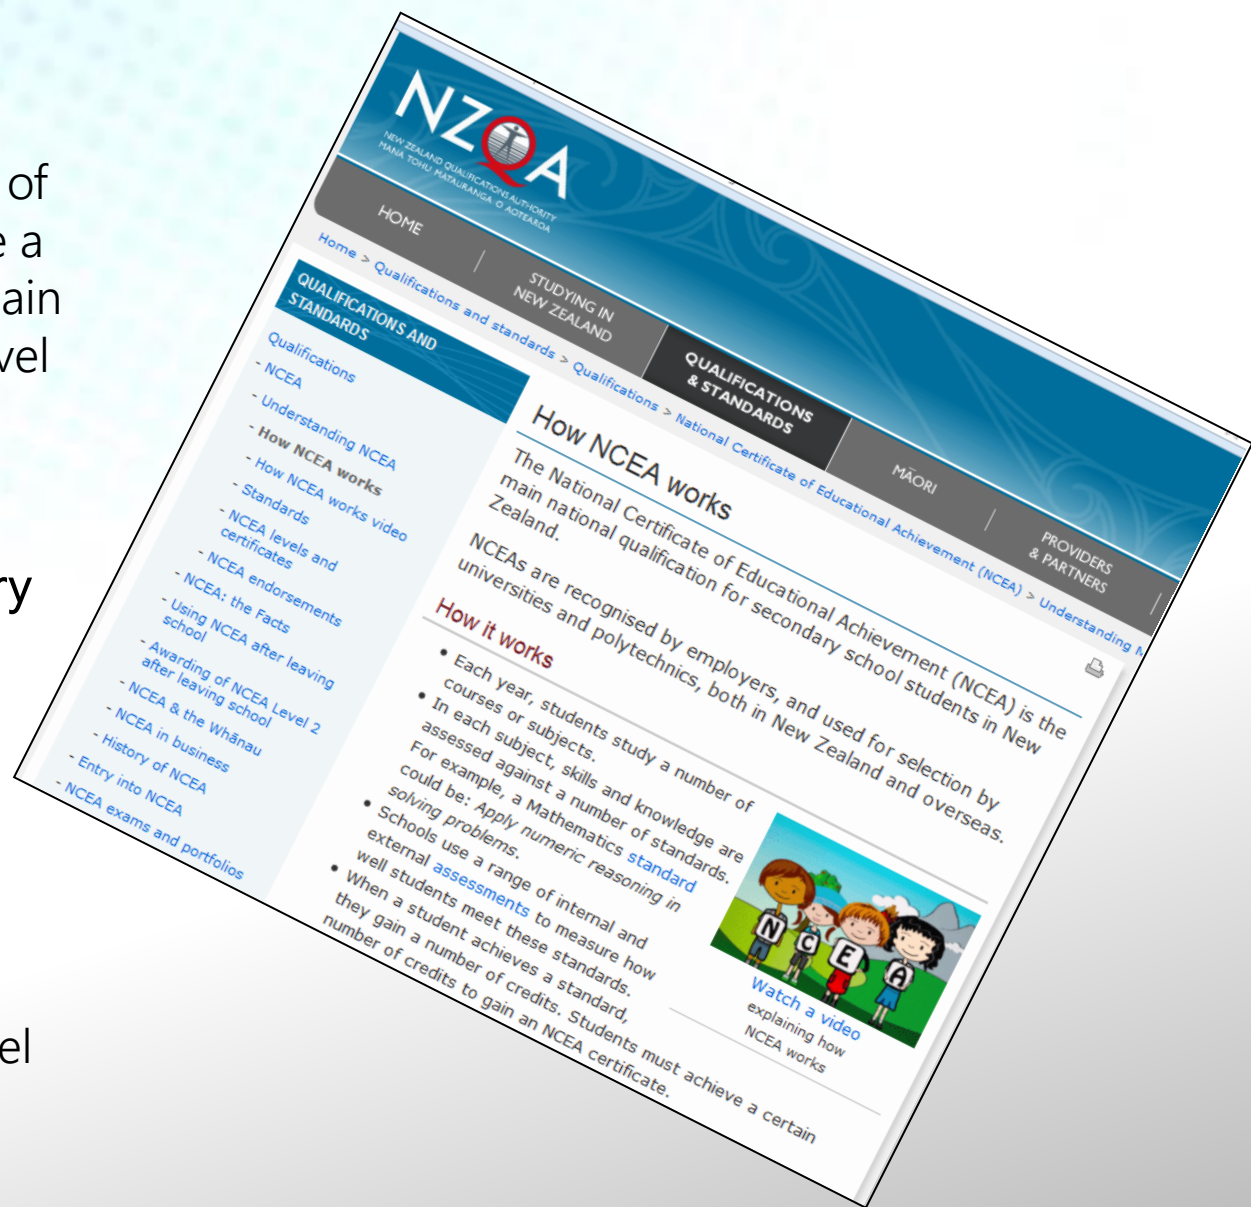 of
e a
ain
vel
ry
el
NZQA
NEW ZEALAND QUALIFICATIONS AUTHORITY
MANA TOHU MATAURANGA O AOTEAROA
HOME
STUDYING IN
NEW ZEALAND
QUALIFICATIONS
& STANDARDS
MĀORI
PROVIDERS
& PARTNERS
Home > Qualifications and standards > Qualifications > National Certificate of Educational Achievement (NCEA) > Understanding N
QUALIFICATIONS AND
STANDARDS
Qualifications
- NCEA
- Understanding NCEA
- How NCEA works
- How NCEA works video
- Standards
- NCEA levels and
certificates
- NCEA endorsements
- NCEA: the Facts
- Using NCEA after leaving
school
- Awarding of NCEA Level 2
after leaving school
- NCEA & the Whānau
- NCEA in business
- History of NCEA
- Entry into NCEA
- NCEA exams and portfolios
How NCEA works
The National Certificate of Educational Achievement (NCEA) is the
main national qualification for secondary school students in New
Zealand.
NCEAs are recognised by employers, and used for selection by
universities and polytechnics, both in New Zealand and overseas.
How it works
• Each year, students study a number of
courses or subjects.
• In each subject, skills and knowledge are
assessed against a number of standards.
For example, a Mathematics standard
could be: Apply numeric reasoning in
solving problems.
• Schools use a range of internal and
external assessments to measure how
well students meet these standards.
• When a student achieves a standard,
they gain a number of credits. Students must achieve a certain
number of credits to gain an NCEA certificate.
N C E A
Watch a video
explaining how
NCEA works